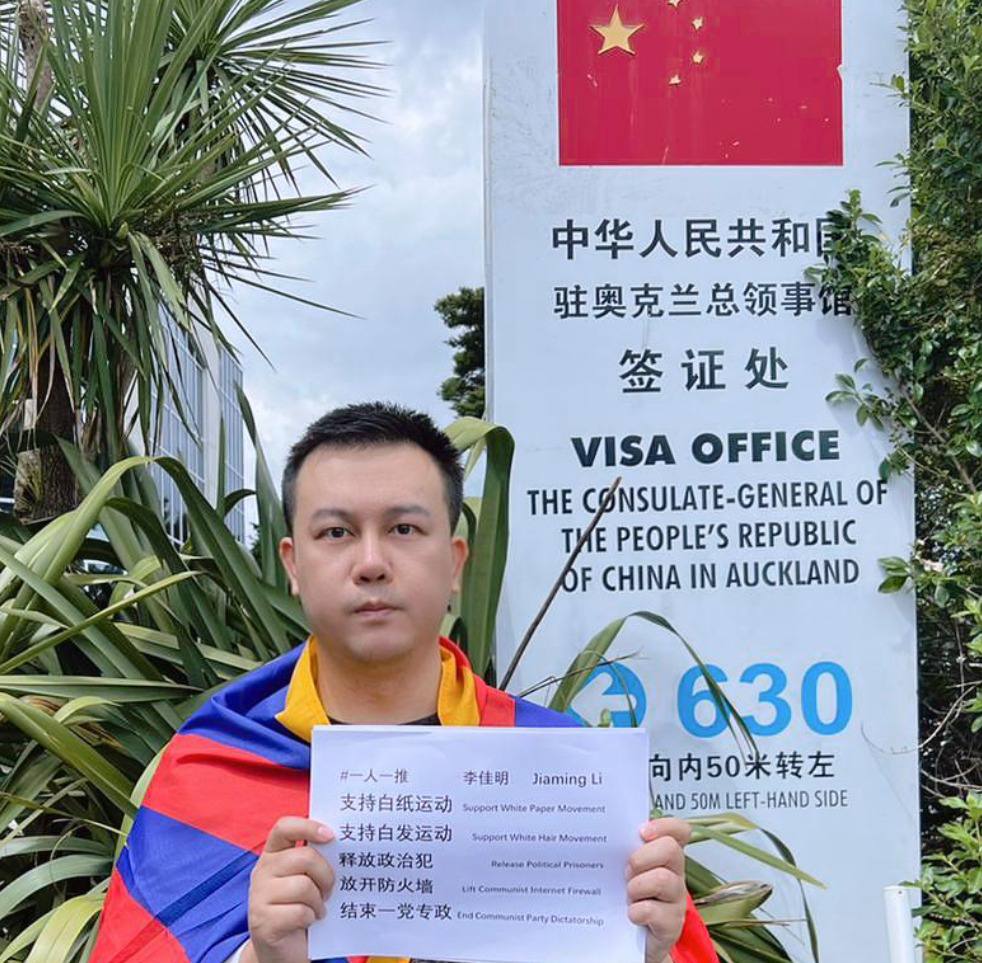 中华人民共和
驻奥克兰总领事馆
签证处
VISA OFFICE
THE CONSULATE-GENERAL OF
THE PEOPLE'S REPUBLIC
OF CHINA IN AUCKLAND
630
向内50米转左
AND 50M LEFT-HAND SIDE
#一人一推 李佳明 Jiaming Li
支持白纸运动 Support White Paper Movement
支持白发运动 Support White Hair Movement
释放政治犯 Release Political Prisoners
放开防火墙 Lift Communist Internet Firewall
结束一党专政 End Communist Party Dictatorship